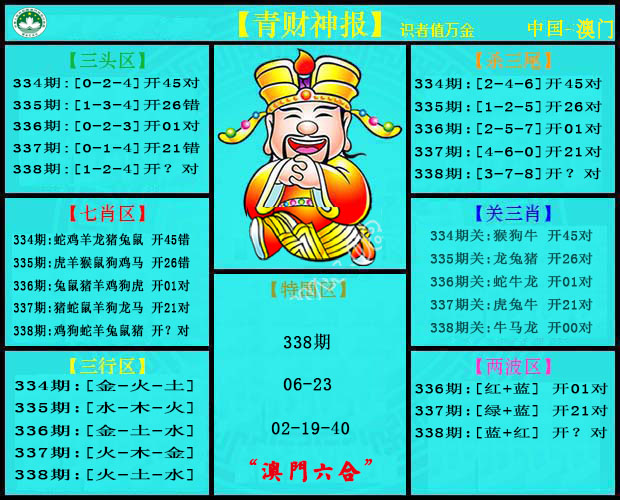 【青财神报】 识者值万金 中国-澳门
【三头区】
334期:[0-2-4]开45对
335期:[1-3-4]开26错
336期:[0-2-3]开01对
337期:[0-1-4]开21错
338期:[1-2-4]开？对
【七肖区】
334期:蛇鸡羊龙猪兔鼠 开45错
335期:虎羊猴鼠狗鸡马 开26错
336期:兔鼠猪羊鸡狗虎 开01对
337期:猪蛇鼠羊狗龙马 开21对
338期:鸡狗蛇羊兔鼠猪 开？对
【三行区】
334期:[金-火-土]
335期:[水-木-火]
336期:[金-土-水]
337期:[火-木-金]
338期:[火-土-水]
【特围区】
338期
06-23
02-19-40
“澳門六合”
【杀三尾】
334期:[2-4-6]开45对
335期:[1-2-5]开26对
336期:[2-5-7]开01对
337期:[4-6-0]开21对
338期:[3-7-8]开？对
【关三肖】
334期关:猴狗牛 开45对
335期关:龙兔猪 开26对
336期关:蛇牛龙 开01对
337期关:虎兔牛 开21对
338期关:牛马龙 开00对
【两波区】
336期:[红+蓝] 开01对
337期:[绿+蓝] 开21对
338期:[蓝+红] 开？对